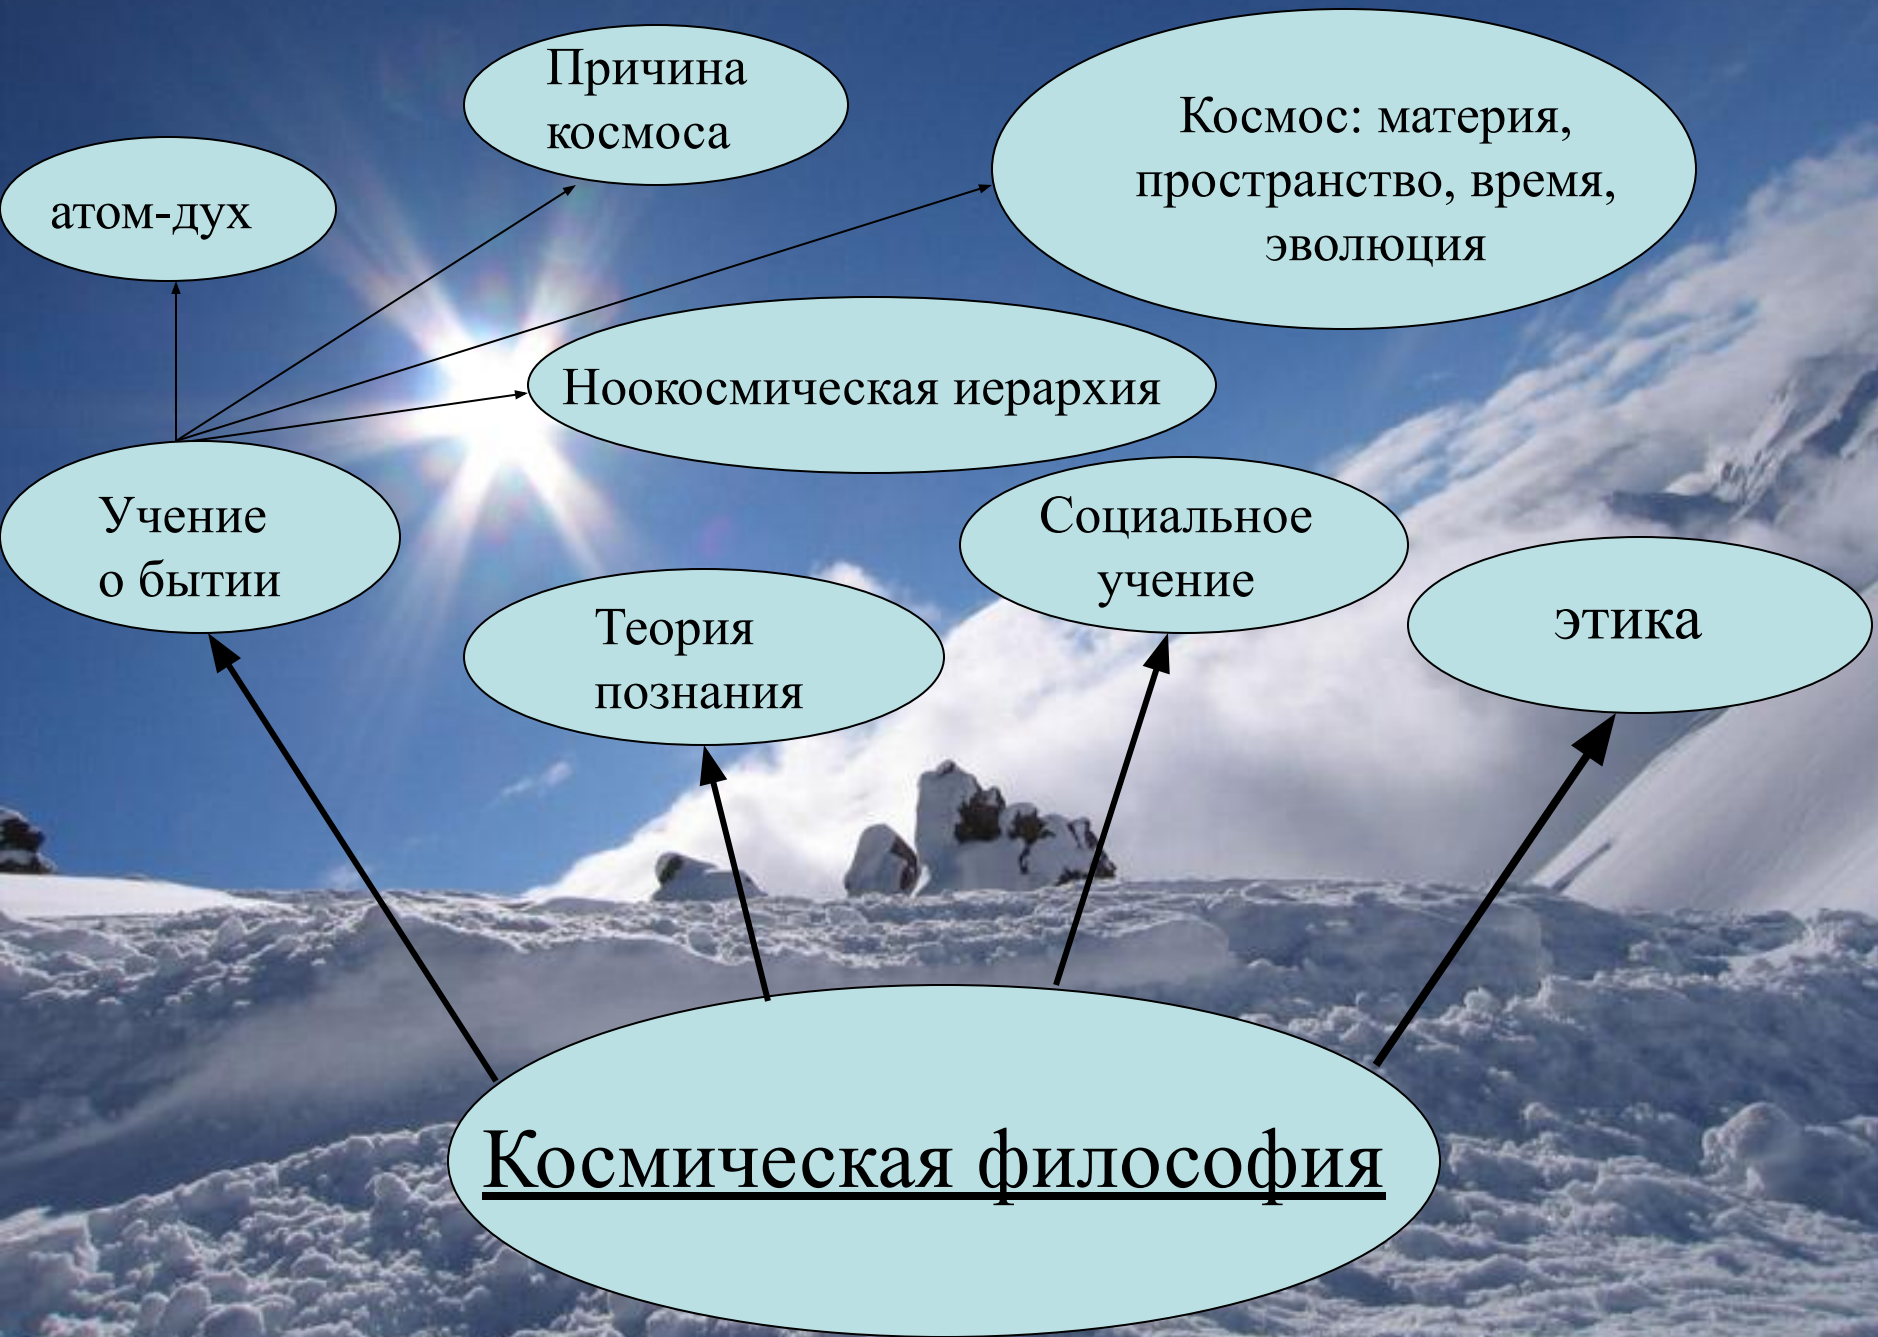 Причина
космоса
Космос: материя,
пространство, время,
эволюция
атом-дух
Ноокосмическая иерархия
Учение
о бытии
Социальное
учение
Теория
познания
этика
Космическая философия